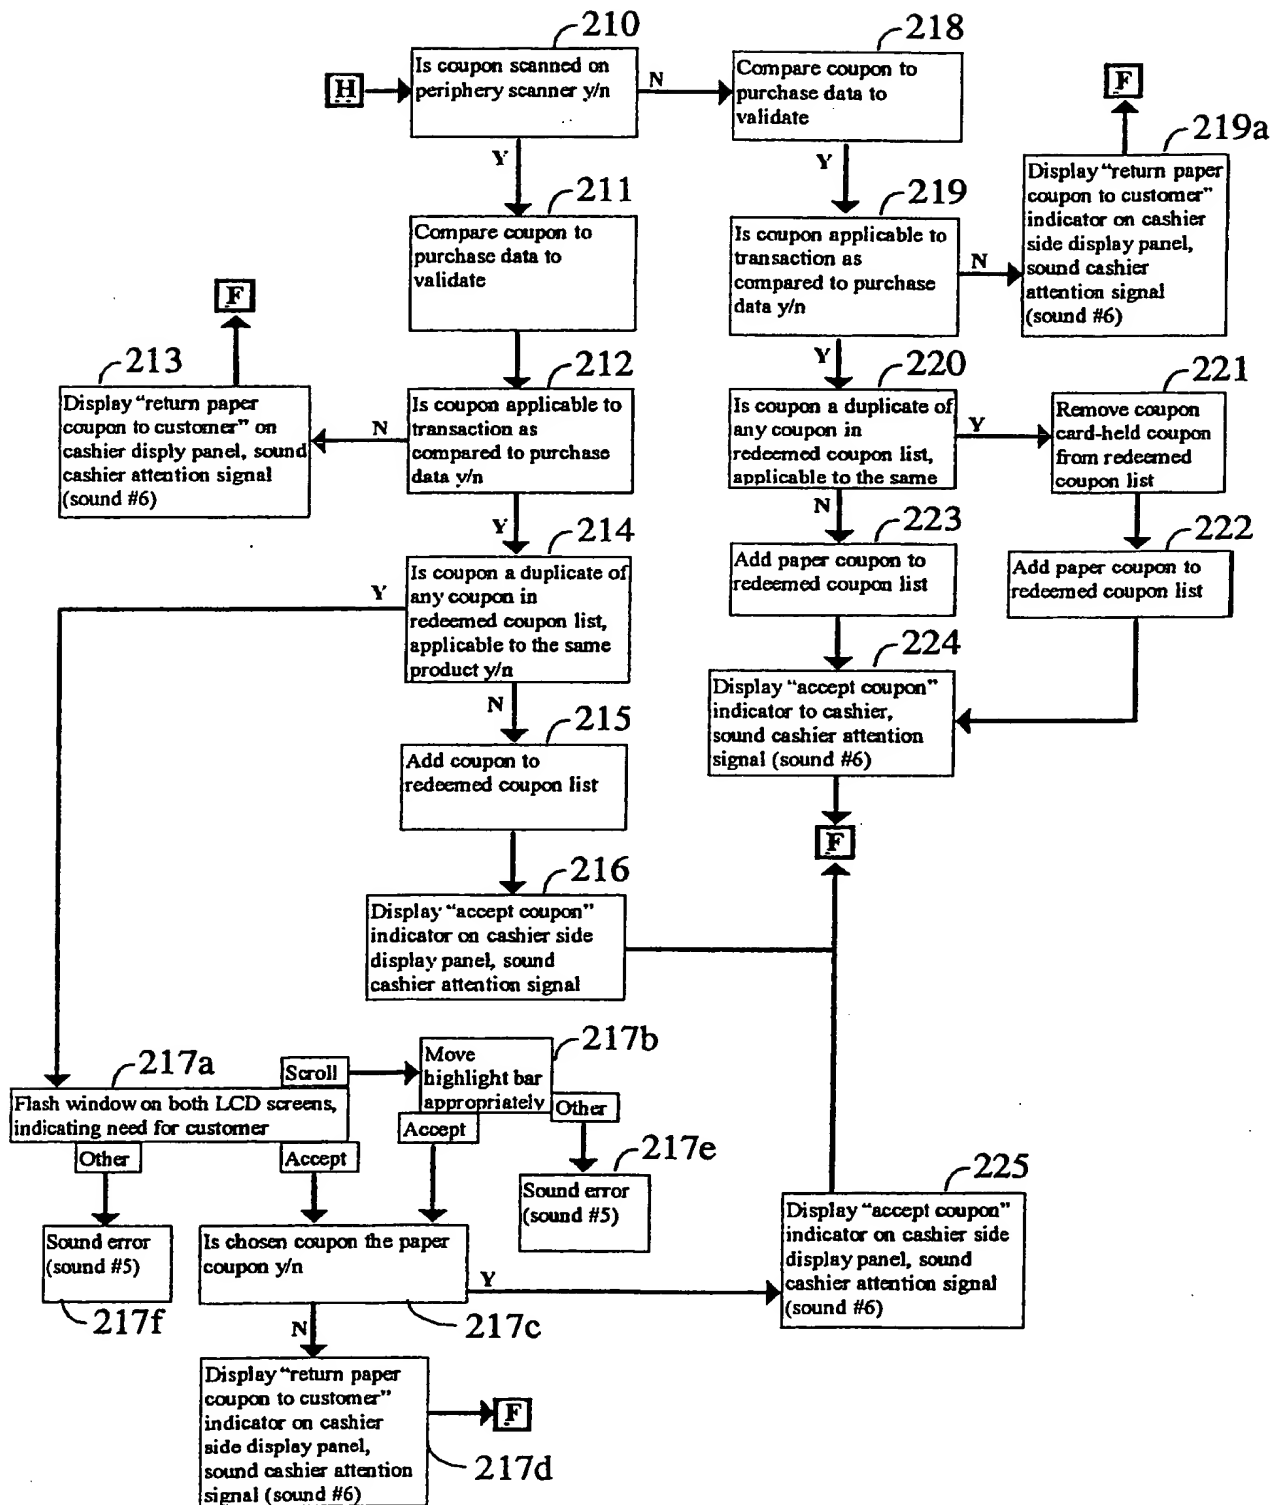 210
Is coupon scanned on
periphery scanner y/n
H
N
Y
218
Compare coupon to
purchase data to
validate
F
219a
Display "return paper
coupon to customer"
indicator on cashier
side display panel,
sound cashier
attention signal
(sound #6)
Y
211
Compare coupon to
purchase data to
validate
219
Is coupon applicable to
transaction as
compared to purchase
data y/n
N
Y
F
213
Display "return paper
coupon to customer" on
cashier disply panel, sound
cashier attention signal
(sound #6)
212
Is coupon applicable to
transaction as
compared to purchase
data y/n
N
Y
220
Is coupon a duplicate of
any coupon in
redeemed coupon list,
applicable to the same
Y
N
221
Remove coupon
card-held coupon
from redeemed
coupon list
214
Is coupon a duplicate of
any coupon in
redeemed coupon list,
applicable to the same
product y/n
Y
N
223
Add paper coupon to
redeemed coupon list
222
Add paper coupon to
redeemed coupon list
215
Add coupon to
redeemed coupon list
224
Display "accept coupon"
indicator to cashier,
sound cashier attention
signal (sound #6)
F
216
Display "accept coupon"
indicator on cashier side
display panel, sound
cashier attention signal
217a
Flash window on both LCD screens,
indicating need for customer
Scroll
Other
Accept
217b
Move
highlight bar
appropriately
Accept
Other
217e
Sound error
(sound #5)
Sound error
(sound #5)
217f
Is chosen coupon the paper
coupon y/n
217c
Y
N
225
Display "accept coupon"
indicator on cashier side
display panel, sound
cashier attention signal
(sound #6)
Display "return paper
coupon to customer"
indicator on cashier
side display panel,
sound cashier attention
signal (sound #6)
217d
F